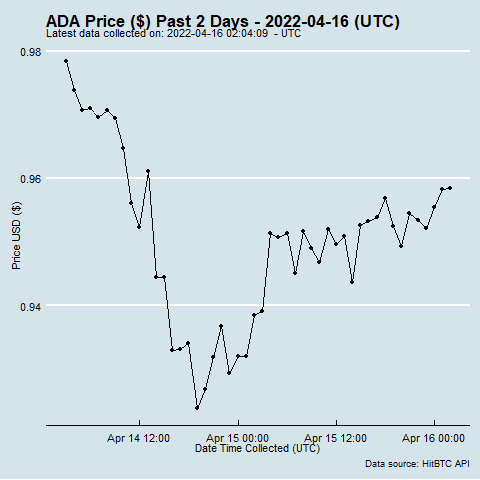 ADA Price ($) Past 2 Days - 2022-04-16 (UTC)
Latest data collected on: 2022-04-16 02:04:09 - UTC
0.98
0.96
0.94
Price USD ($)
Apr 14 12:00
Apr 15 00:00
Apr 15 12:00
Apr 16 00:00
Date Time Collected (UTC)
Data source: HitBTC API